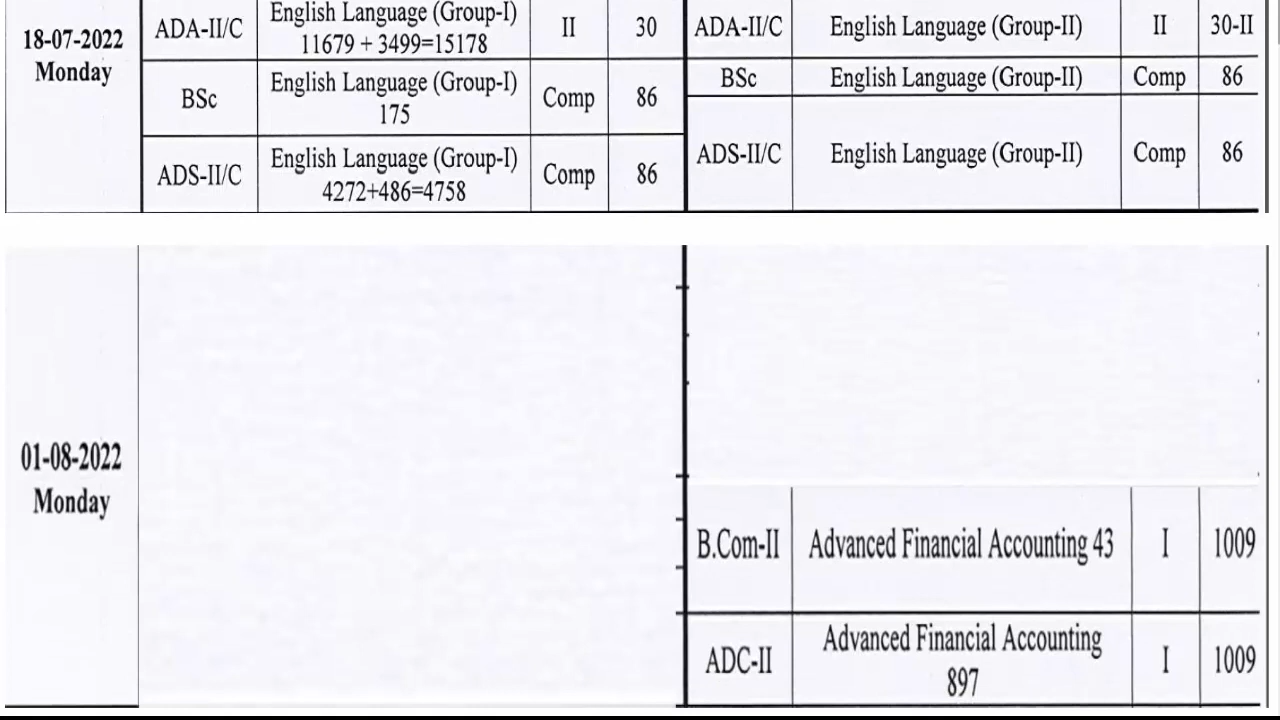 18-07-2022
Monday
ADA-II/C
English Language (Group-I)
11679 + 3499=15178
II
30
ADA-II/C
English Language (Group-II)
II
30-II
BSc
English Language (Group-I)
175
Comp
86
BSc
English Language (Group-II)
Comp
86
ADS-II/C
English Language (Group-I)
4272+486=4758
Comp
86
ADS-II/C
English Language (Group-II)
Comp
86
01-08-2022
Monday
B.Com-II
Advanced Financial Accounting 43
I
1009
ADC-II
Advanced Financial Accounting
897
I
1009